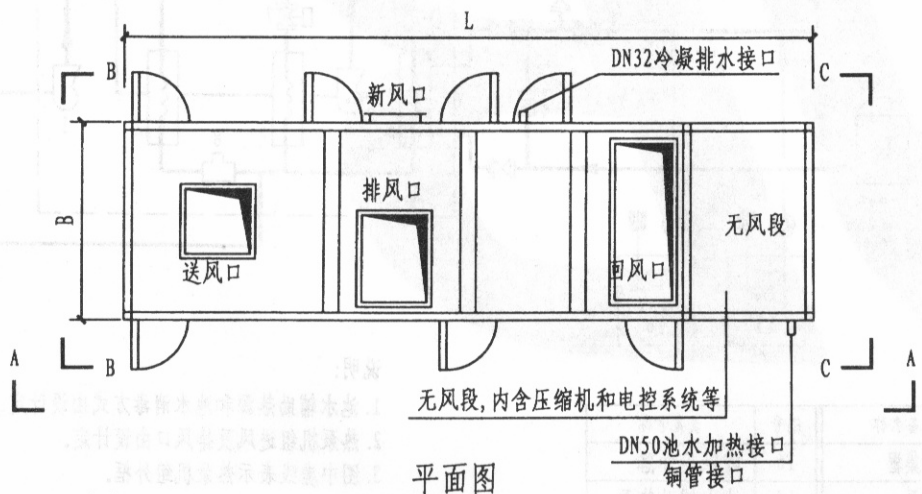 L
B
DN32冷凝排水接口
C
新风口
排风口
B
无风段
送风口
回风口
A
B
C
A
无风段,内含压缩机和电控系统等
DN50池水加热接口
铜管接口
平面图
说明: